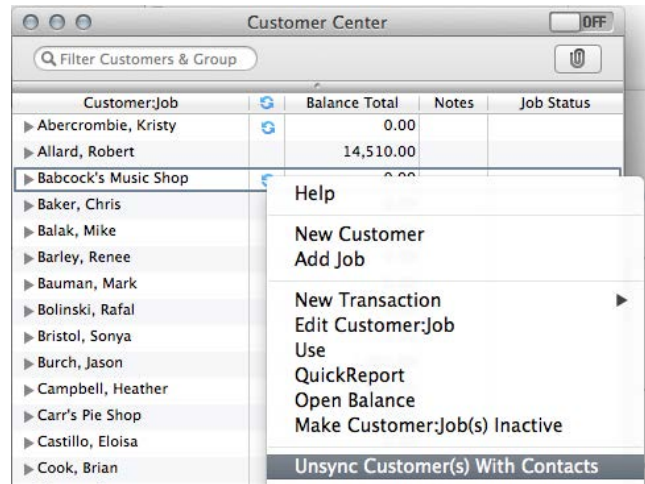 Customer Center
OFF
Filter Customers & Group
Customer:Job Balance Total Notes Job Status
Abercrombie, Kristy 0.00
Allard, Robert 14,510.00
Babcock's Music Shop 0.00
Baker, Chris
Balak, Mike
Barley, Renee
Bauman, Mark
Bolinski, Rafal
Bristol, Sonya
Burch, Jason
Campbell, Heather
Carr's Pie Shop
Castillo, Eloisa
Cook, Brian
Help
New Customer
Add Job
New Transaction
Edit Customer:Job
Use
QuickReport
Open Balance
Make Customer:Job(s) Inactive
Unsync Customer(s) With Contacts